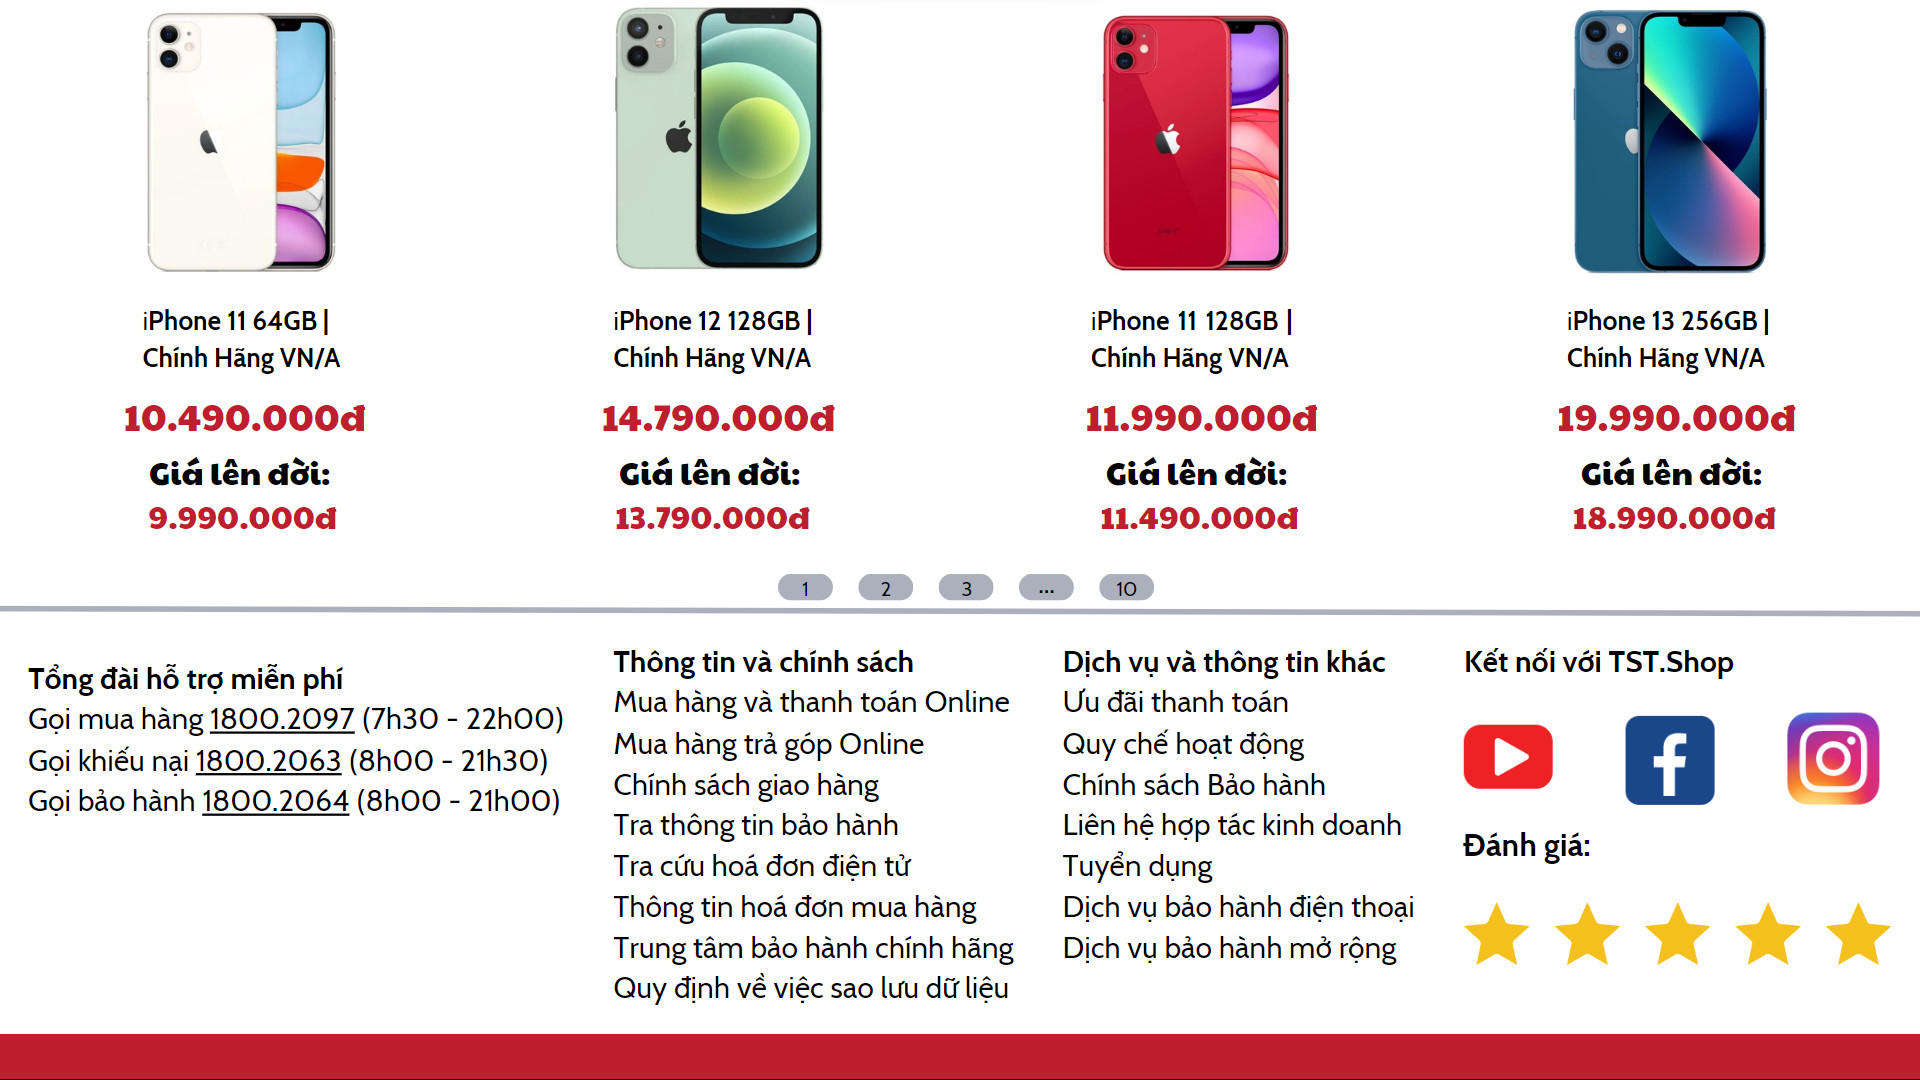 iPhone 11 64GB |
Chính Hãng VN/A
10.490.000đ
Giá lên đời:
9.990.000đ
iPhone 12 128GB |
Chính Hãng VN/A
14.790.000đ
Giá lên đời:
13.790.000đ
iPhone 11 128GB |
Chính Hãng VN/A
11.990.000đ
Giá lên đời:
11.490.000đ
iPhone 13 256GB |
Chính Hãng VN/A
19.990.000đ
Giá lên đời:
18.990.000đ
1 2 3 ... 10
Tổng đài hỗ trợ miễn phí
Gọi mua hàng 1800.2097 (7h30 - 22h00)
Gọi khiếu nại 1800.2063 (8h00 - 21h30)
Gọi bảo hành 1800.2064 (8h00 - 21h00)
Thông tin và chính sách
Mua hàng và thanh toán Online
Mua hàng trả góp Online
Chính sách giao hàng
Tra thông tin bảo hành
Tra cứu hoá đơn điện tử
Thông tin hoá đơn mua hàng
Trung tâm bảo hành chính hãng
Quy định về việc sao lưu dữ liệu
Dịch vụ và thông tin khác
Ưu đãi thanh toán
Quy chế hoạt động
Chính sách Bảo hành
Liên hệ hợp tác kinh doanh
Tuyển dụng
Dịch vụ bảo hành điện thoại
Dịch vụ bảo hành mở rộng
Kết nối với TST.Shop
Đánh giá: